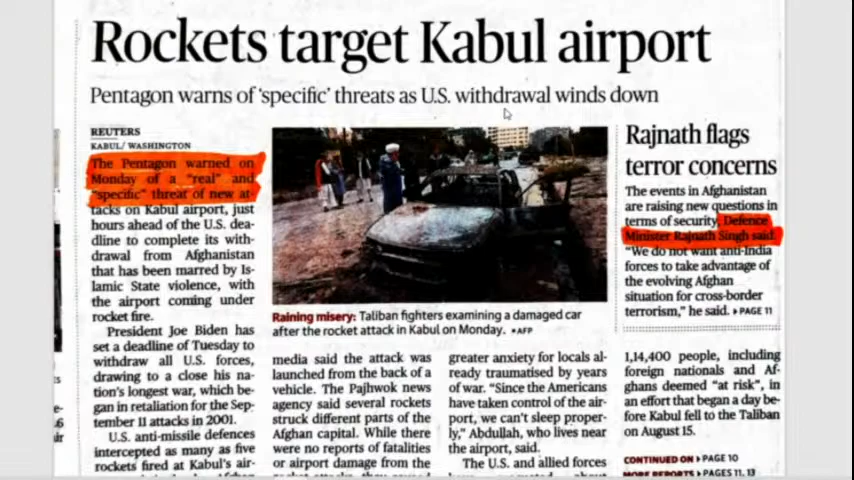 Rockets target Kabul airport
Pentagon warns of ‘specific’ threats as U.S. withdrawal winds down
REUTERS
KABUL/ WASHINGTON
The Pentagon warned on
Monday of a “real” and
“specific” threat of new at-
tacks on Kabul airport, just
hours ahead of the U.S. dea-
dline to complete its with-
drawal from Afghanistan
that has been marred by Is-
lamic State violence, with
the airport coming under
rocket fire.
President Joe Biden has
set a deadline of Tuesday to
withdraw all U.S. forces,
drawing to a close his na-
tion's longest war, which be-
gan in retaliation for the Sep-
tember 11 attacks in 2001.
U.S. anti-missile defences
intercepted as many as five
rockets fired at Kabul's air-
Raining misery: Taliban fighters examining a damaged car
after the rocket attack in Kabul on Monday. ▪AFP
media said the attack was
launched from the back of a
vehicle. The Pajhwok news
agency said several rockets
struck different parts of the
Afghan capital. While there
were no reports of fatalities
or airport damage from the
greater anxiety for locals al-
ready traumatised by years
of war. “Since the Americans
have taken control of the air-
port, we can't sleep proper-
ly,” Abdullah, who lives near
the airport, said.
The U.S. and allied forces
Rajnath flags
terror concerns
The events in Afghanistan
are raising new questions in
terms of security, Defence
Minister Rajnath Singh said.
“We do not want anti-India
forces to take advantage of
the evolving Afghan
situation for cross-border
terrorism,” he said. ▸PAGE 11
1,14,400 people, including
foreign nationals and Af-
ghans deemed “at risk”, in
an effort that began a day be-
fore Kabul fell to the Taliban
on August 15.
CONTINUED ON ▸PAGE 10
MORE REPORTS ▸PAGES 11, 13